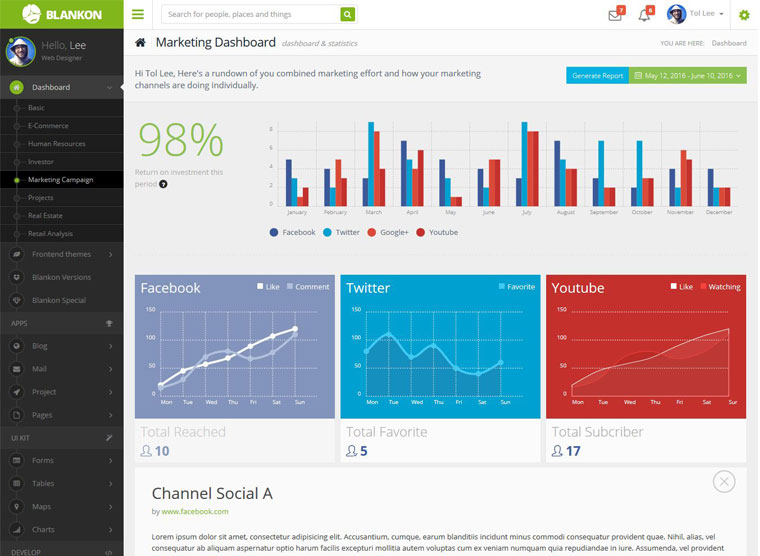 BLANKON
Search for people, places and things
7
6
Tol Lee
Hello, Lee
Web Designer
Marketing Dashboard dashboard & statistics
YOU ARE HERE: Dashboard
Dashboard
Basic
E-Commerce
Human Resources
Investor
Marketing Campaign
Projects
Real Estate
Retail Analysis
Frontend themes
Blankon Versions
Blankon Special
APPS
Blog
Mail
Project
Pages
UI KIT
Forms
Tables
Maps
Charts
DEVELOP
Hi Tol Lee, Here's a rundown of you combined marketing effort and how your marketing
channels are doing individually.
Generate Report
May 12, 2016 - June 10, 2016
98%
Return on investment this
period ?
8
6
4
2
0
January February March April May June July August September October November December
Facebook Twitter Google+ Youtube
Facebook
Like Comment
150
100
50
0
Mon Tue Wed Thu Fri Sat Sun
Total Reached
10
Twitter
Favorite
150
100
50
0
Mon Tue Wed Thu Fri Sat Sun
Total Favorite
5
Youtube
Like Watching
150
100
50
0
Mon Tue Wed Thu Fri Sat Sur
Total Subcriber
17
Channel Social A
by www.facebook.com
Lorem ipsum dolor sit amet, consectetur adipisicing elit. Accusantium, cumque, earum blanditiis incidunt minus commodi consequatur provident quae. Nihil, alias, vel
consequatur ab aliquam aspernatur optio harum facilis excepturi mollitia autem voluptas cum ex veniam numquam quia repudiandae in iure. Assumenda, vel provident